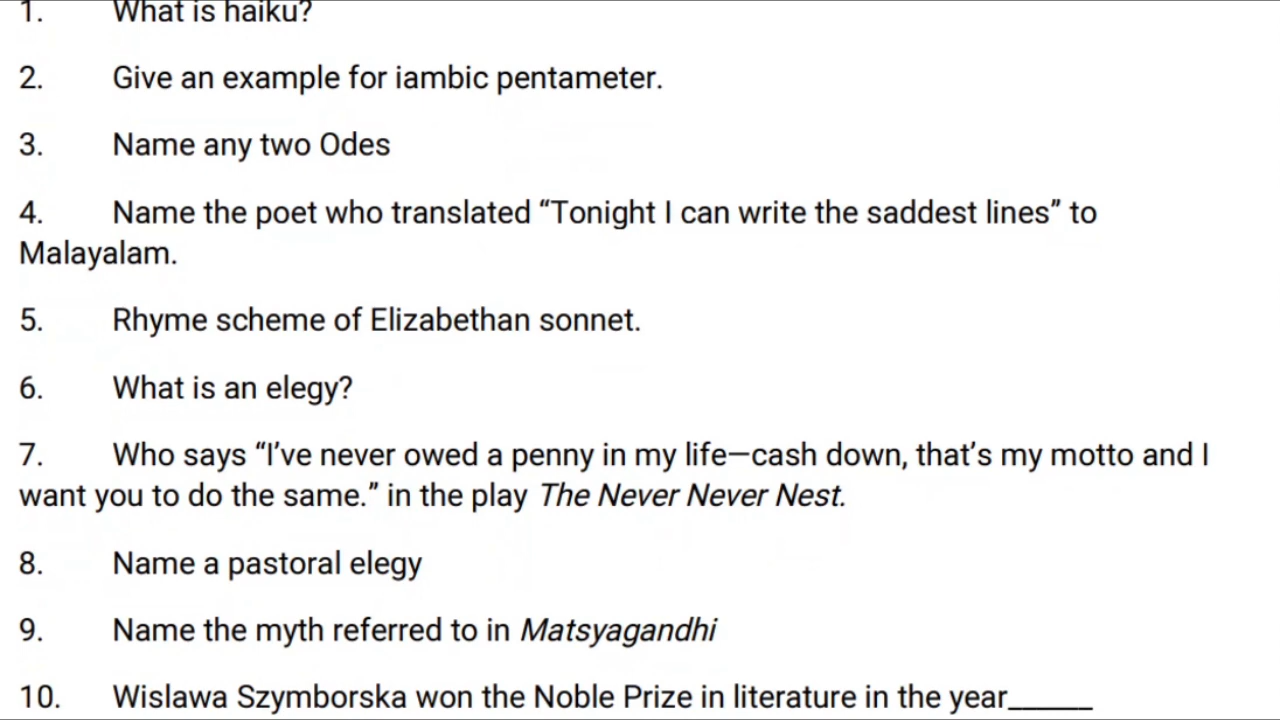 1. What is haiku?
2. Give an example for iambic pentameter.
3. Name any two Odes
4. Name the poet who translated “Tonight I can write the saddest lines” to
Malayalam.
5. Rhyme scheme of Elizabethan sonnet.
6. What is an elegy?
7. Who says “I’ve never owed a penny in my life—cash down, that’s my motto and I
want you to do the same.” in the play The Never Never Nest.
8. Name a pastoral elegy
9. Name the myth referred to in Matsyagandhi
10. Wislawa Szymborska won the Noble Prize in literature in the year_____